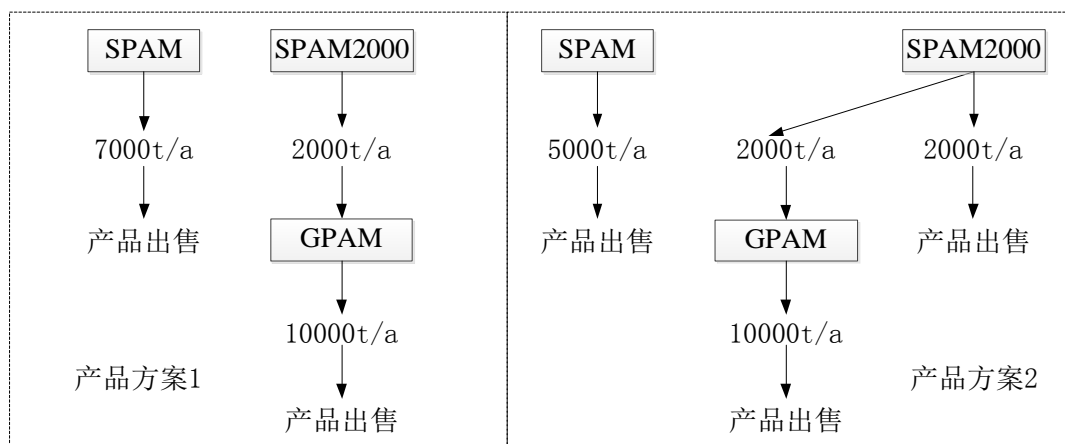 SPAM
SPAM2000
7000t/a
2000t/a
产品出售
GPAM
10000t/a
产品方案1
产品出售
SPAM
SPAM2000
5000t/a
2000t/a
2000t/a
产品出售
GPAM
产品出售
10000t/a
产品方案2
产品出售